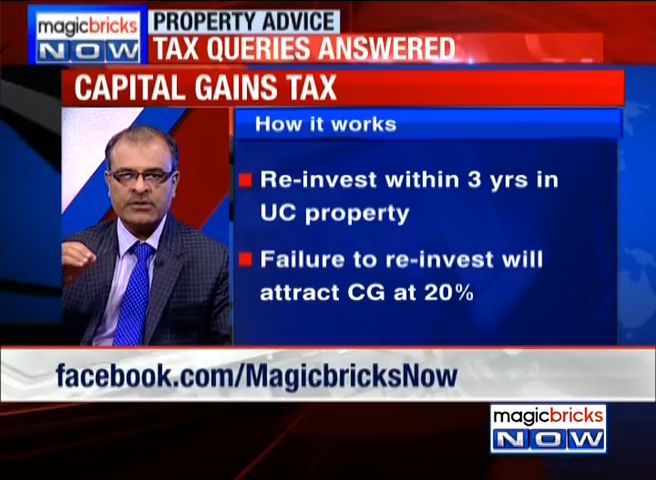 magicbricks
NOW
PROPERTY ADVICE
TAX QUERIES ANSWERED
CAPITAL GAINS TAX
How it works
Re-invest within 3 yrs in
UC property
Failure to re-invest will
attract CG at 20%
facebook.com/MagicbricksNow
magicbricks
NOW